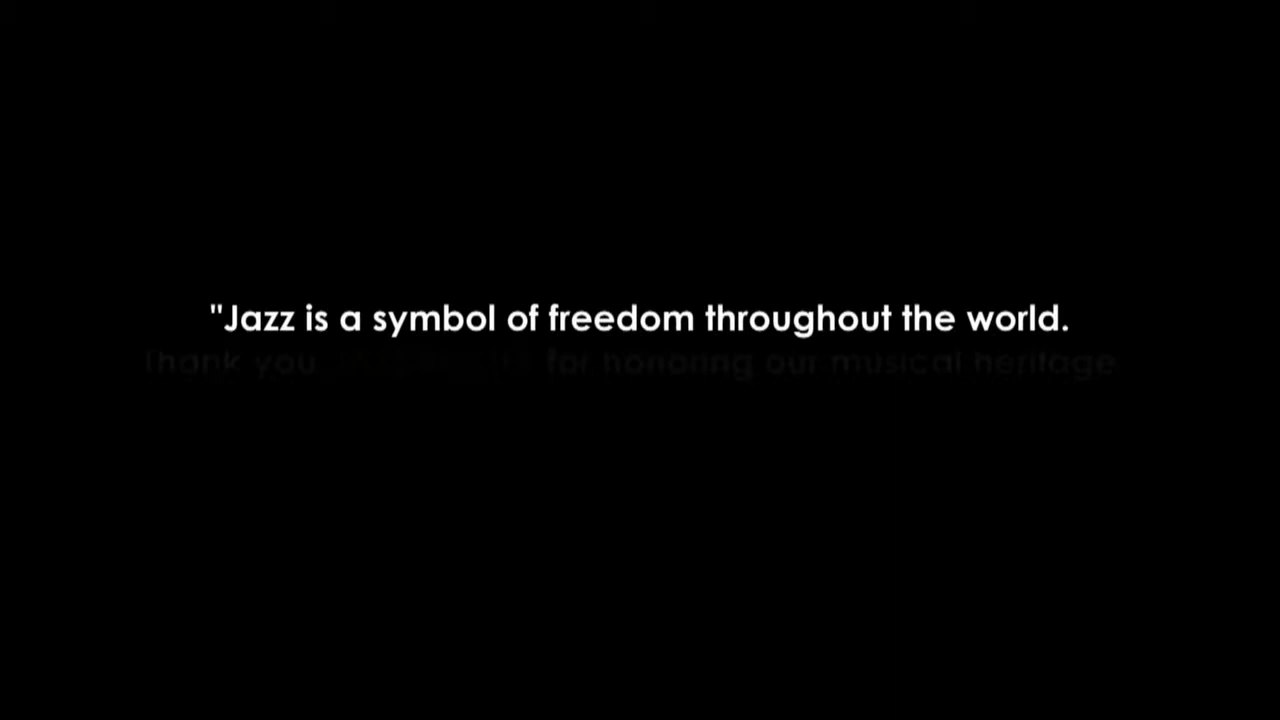 "Jazz is a symbol of freedom throughout the world.
Thank you for honoring our musical heritage